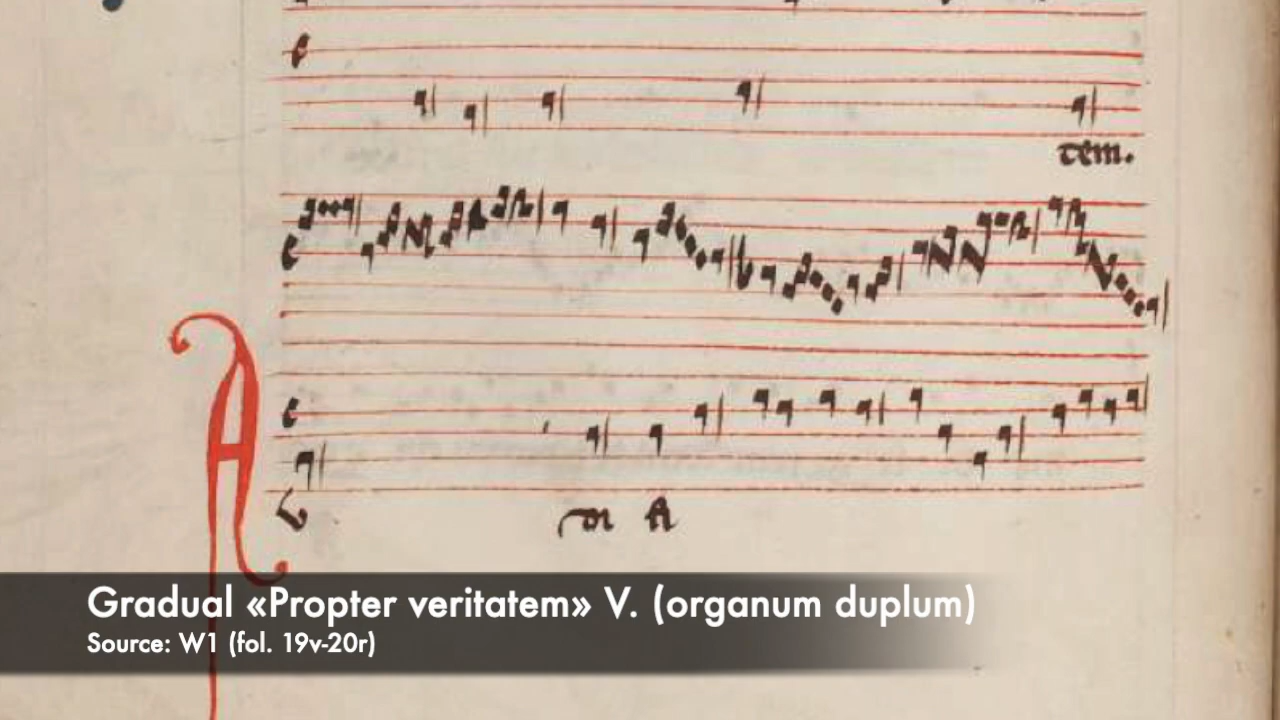 tem.
A
Gradual «Propter veritatem» V. (organum duplum)
Source: W1 (fol. 19v-20r)